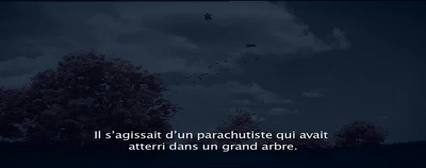 Il s'agissait d'un parachutiste qui avait
atterri dans un grand arbre.